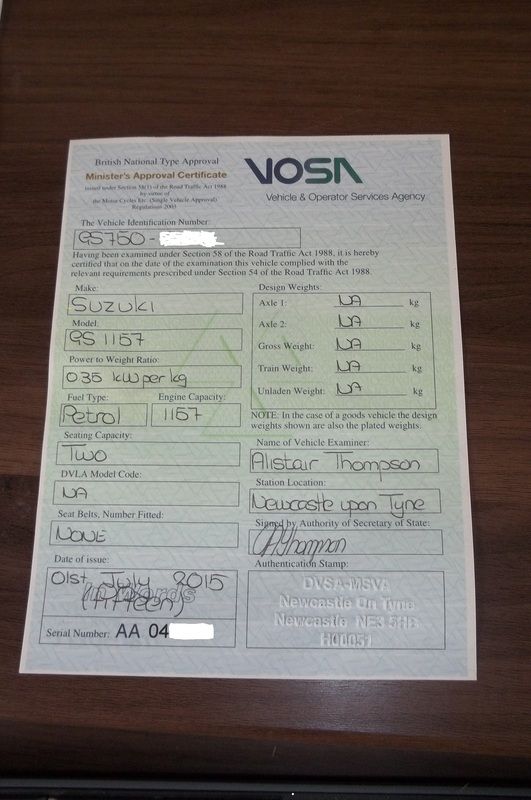 British National Type Approval
Minister's Approval Certificate
issued under Section 58(1) of the Road Traffic Act 1988
by virtue of
the Motor Cycles Etc. (Single Vehicle Approval)
Regulations 2003
VOSA
Vehicle & Operator Services Agency
The Vehicle Identification Number:
GS750 -
Having been examined under Section 58 of the Road Traffic Act 1988, it is hereby
certified that on the date of the examination this vehicle complied with the
relevant requirements prescribed under Section 54 of the Road Traffic Act 1988.
Make:
SUZUKI
Model:
GS 1157
Power to Weight Ratio:
035 kW per kg
Fuel Type:
Petrol
Engine Capacity:
1157
Seating Capacity:
Two
DVLA Model Code:
NA
Seat Belts, Number Fitted:
NONE
Date of issue:
01st July 2015
(fifteen)
in words
Serial Number: AA 04
Design Weights:
Axle 1: NA kg
Axle 2: NA kg
Gross Weight: NA kg
Train Weight: NA kg
Unladen Weight: NA kg
NOTE: In the case of a goods vehicle the design
weights shown are also the plated weights.
Name of Vehicle Examiner:
Alistair Thompson
Station Location:
Newcastle upon Tyne
Signed by Authority of Secretary of State:
AThompson
Authentication Stamp:
DVSA-MSVA
Newcastle On Tyne
Newcastle NE3 5HB
H00051